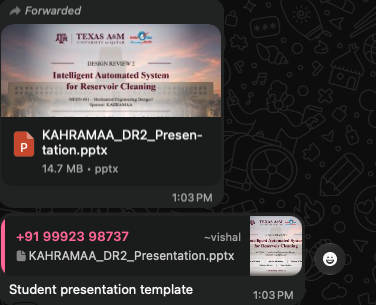 Forwarded
TEXAS A&M
UNIVERSITY at QATAR
DESIGN REVIEW 2
Intelligent Automated System
for Reservoir Cleaning
KAHRAMAA_DR2_Presen-
tation.pptx
14.7 MB • pptx
1:03 PM
+91 99923 98737
~vishal
KAHRAMAA_DR2_Presentation.pptx
Student presentation template
1:03 PM